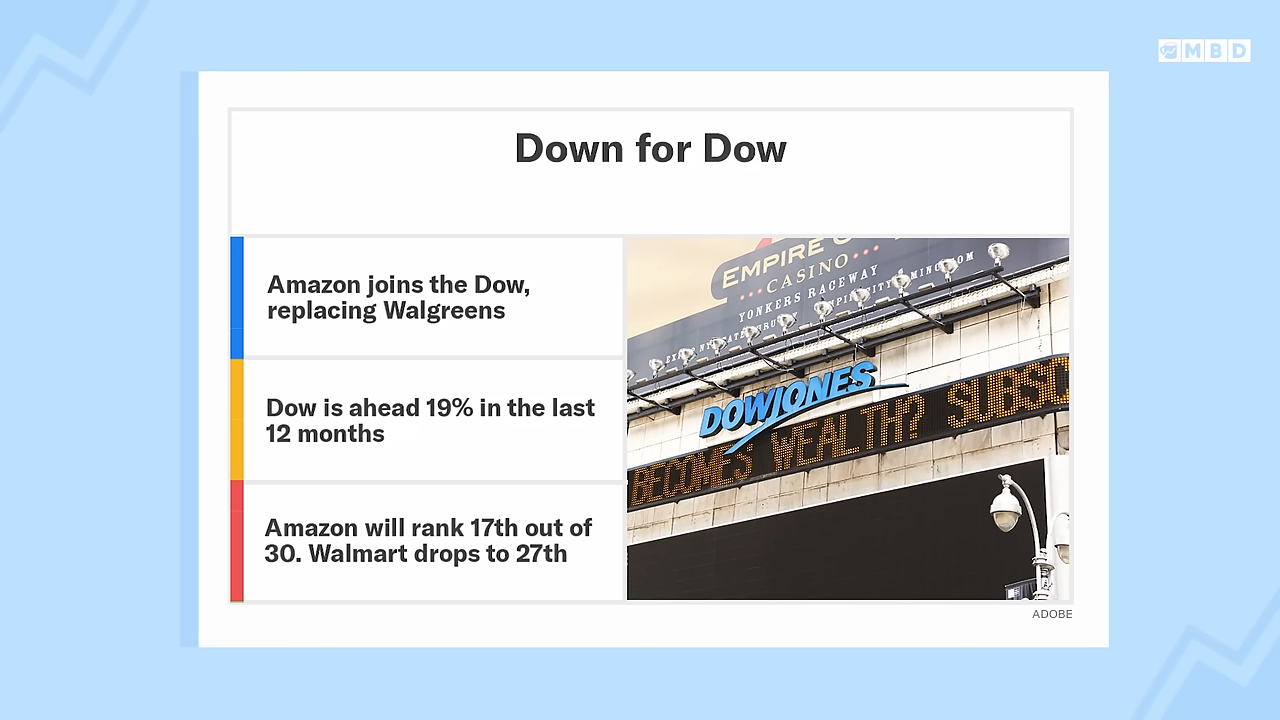 MBD
Down for Dow
Amazon joins the Dow,
replacing Walgreens
Dow is ahead 19% in the last
12 months
Amazon will rank 17th out of
30. Walmart drops to 27th
EMPIRE C
CASINO
YONKERS RACEWAY
DOWJONES
BECOMES WEALTH? SUBSC
ADOBE